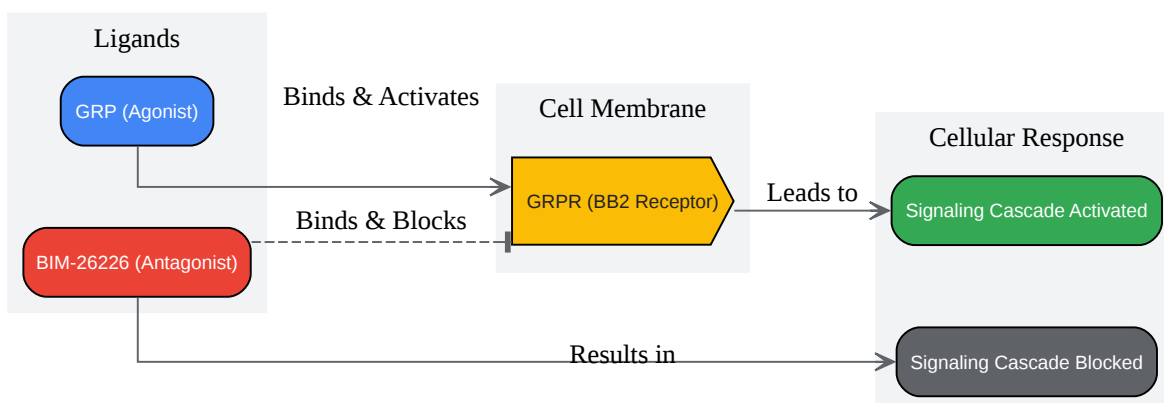 Ligands
GRP (Agonist)
Binds & Activates
Cell Membrane
Cellular Response
GRPR (BB2 Receptor)
Leads to
Signaling Cascade Activated
Binds & Blocks
BIM-26226 (Antagonist)
Results in
Signaling Cascade Blocked